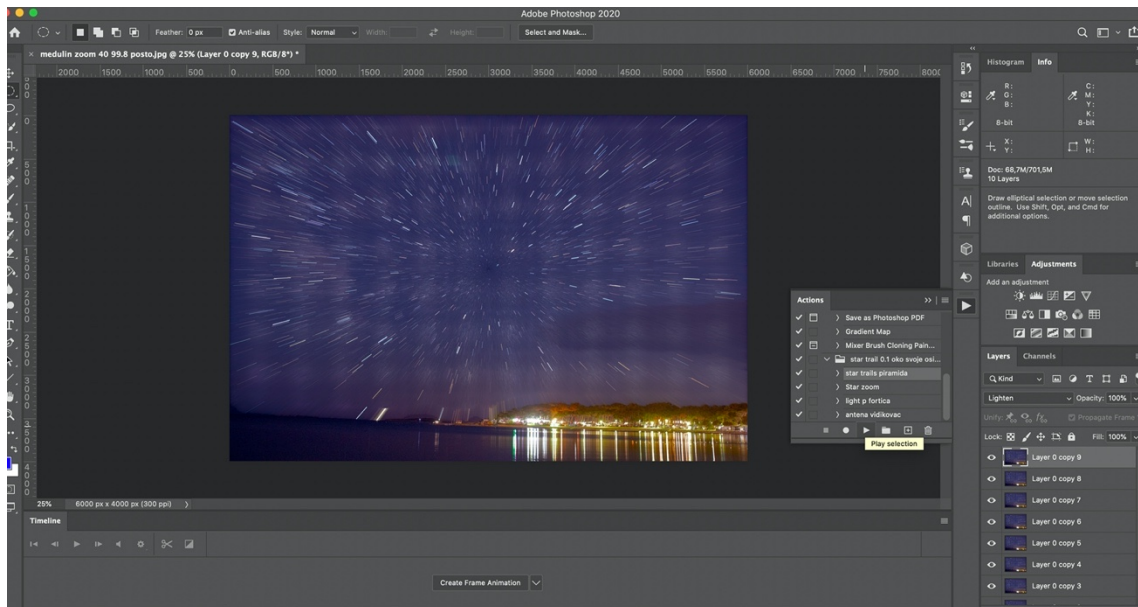 Adobe Photoshop 2020
Feather: 0 px Anti-alias Style: Normal Width: Height: Select and Mask...
× medulin zoom 40 99.8 posto.jpg @ 25% (Layer 0 copy 9, RGB/8*) *
2000 1500 1000 500 0 500 1000 1500 2000 2500 3000 3500 4000 4500 5000 5500 6000 6500 7000 7500 800
Histogram Info
R: C:
G: M:
B: Y:
K:
8-bit 8-bit
X: W:
Y: H:
Doc: 68,7M/701,5M
10 Layers
Draw elliptical selection or move selection
outline. Use Shift, Opt, and Cmd for
additional options.
Libraries Adjustments
Add an adjustment
Actions
Save as Photoshop PDF
Gradient Map
Mixer Brush Cloning Pain...
star trail 0.1 oko svoje osi...
star trails piramida
Star zoom
light p fortica
antena vidikovac
Play selection
Layers Channels
Kind
Lighten Opacity: 100%
Unify: Propagate Frame
Lock: Fill: 100%
Layer 0 copy 9
Layer 0 copy 8
Layer 0 copy 7
Layer 0 copy 6
Layer 0 copy 5
Layer 0 copy 4
Layer 0 copy 3
25% 6000 px x 4000 px (300 ppi)
Timeline
Create Frame Animation